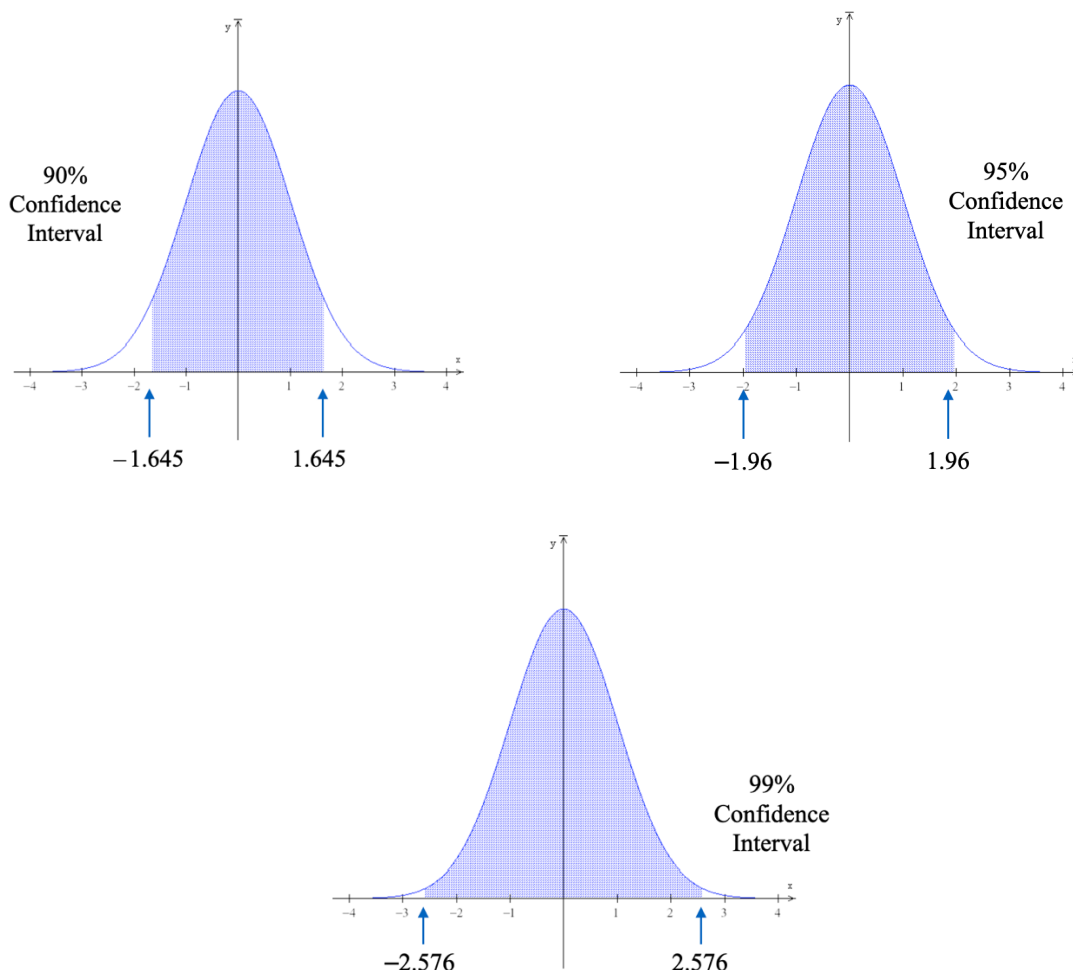 y
90%
Confidence
Interval
x
−4 −3 −2 −1 1 2 3 4
−1.645 1.645
y
95%
Confidence
Interval
x
−4 −3 −2 −1 1 2 3 4
−1.96 1.96
y
99%
Confidence
Interval
x
−4 −3 −2 −1 1 2 3 4
−2.576 2.576